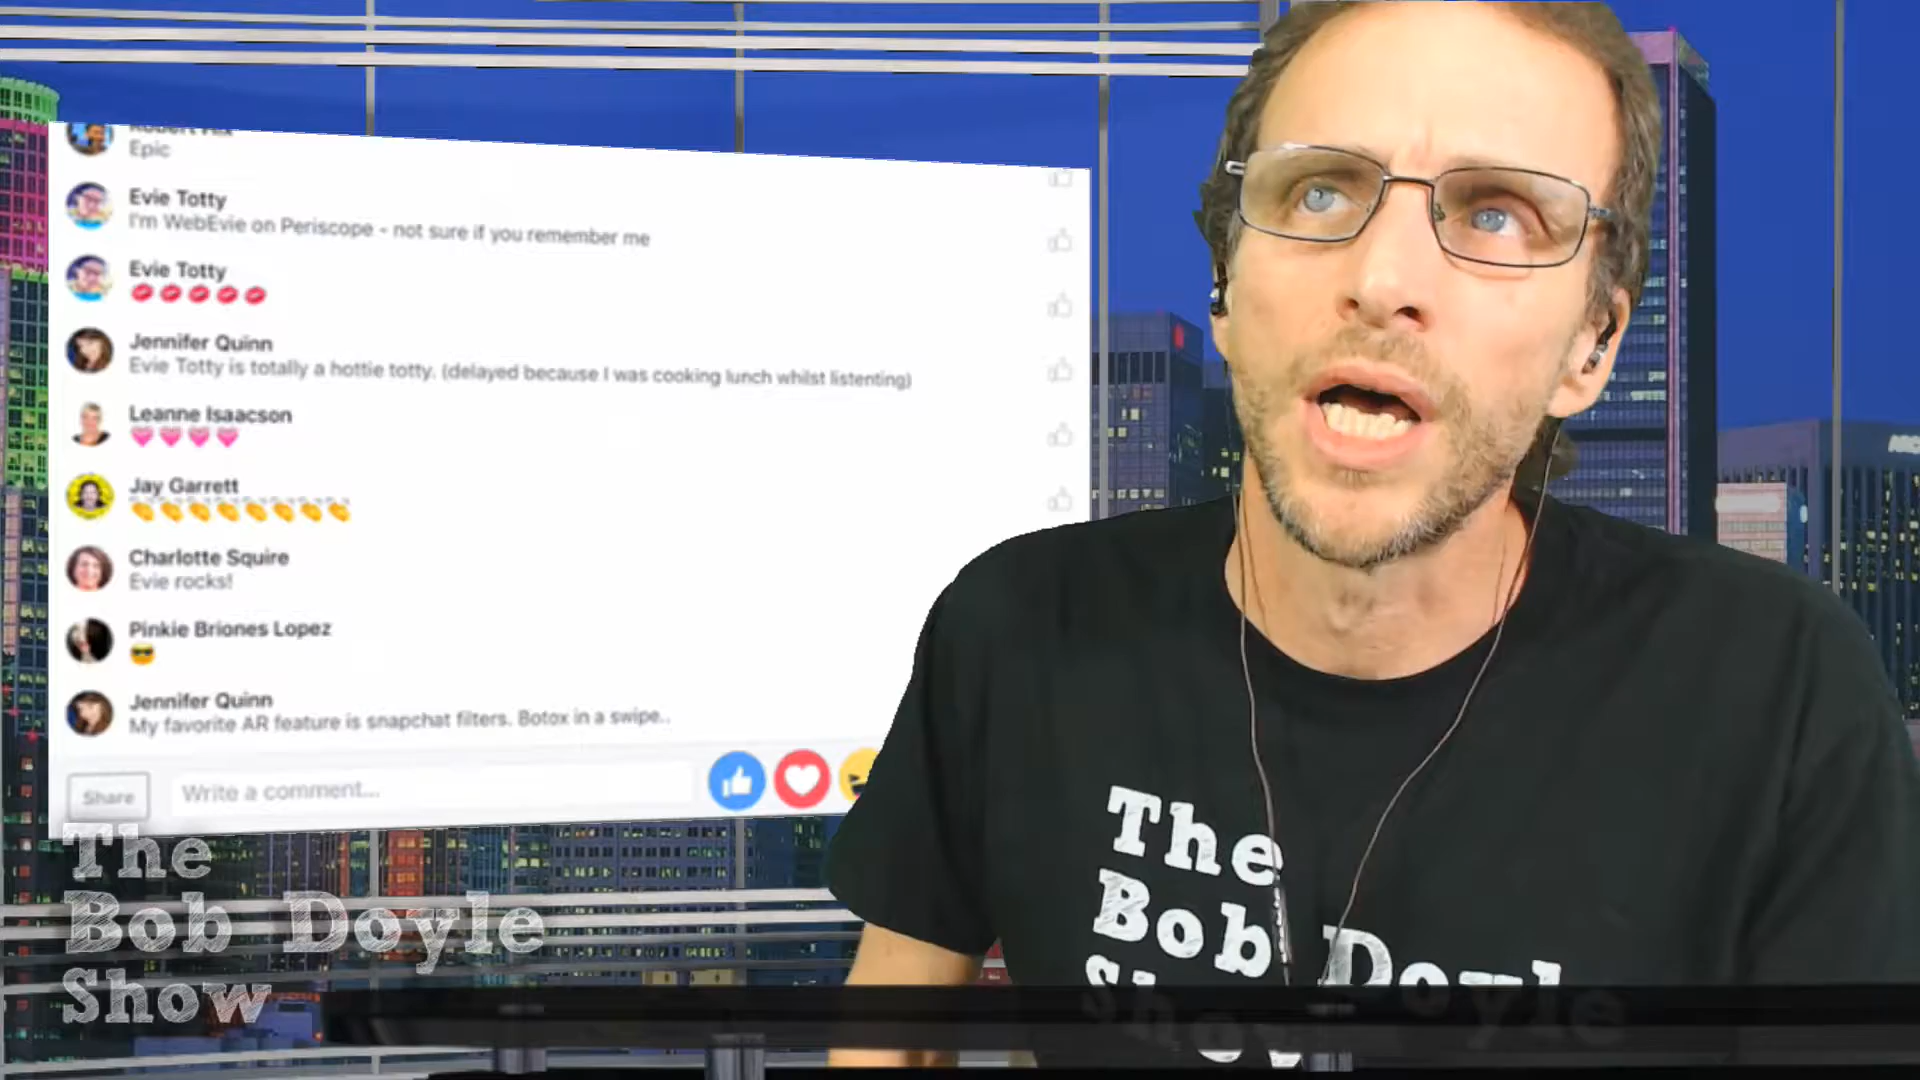 Epic
Evie Totty
I'm WebEvie on Periscope - not sure if you remember me
Evie Totty
💋💋💋💋💋
Jennifer Quinn
Evie Totty is totally a hottie totty. (delayed because I was cooking lunch whilst listenting)
Leanne Isaacson
💗💗💗💗
Jay Garrett
👏👏👏👏👏👏👏👏
Charlotte Squire
Evie rocks!
Pinkie Briones Lopez
😎
Jennifer Quinn
My favorite AR feature is snapchat filters. Botox in a swipe..
Share
Write a comment...
The
Bob Doyle
Show
The
Bob Doyle
Show